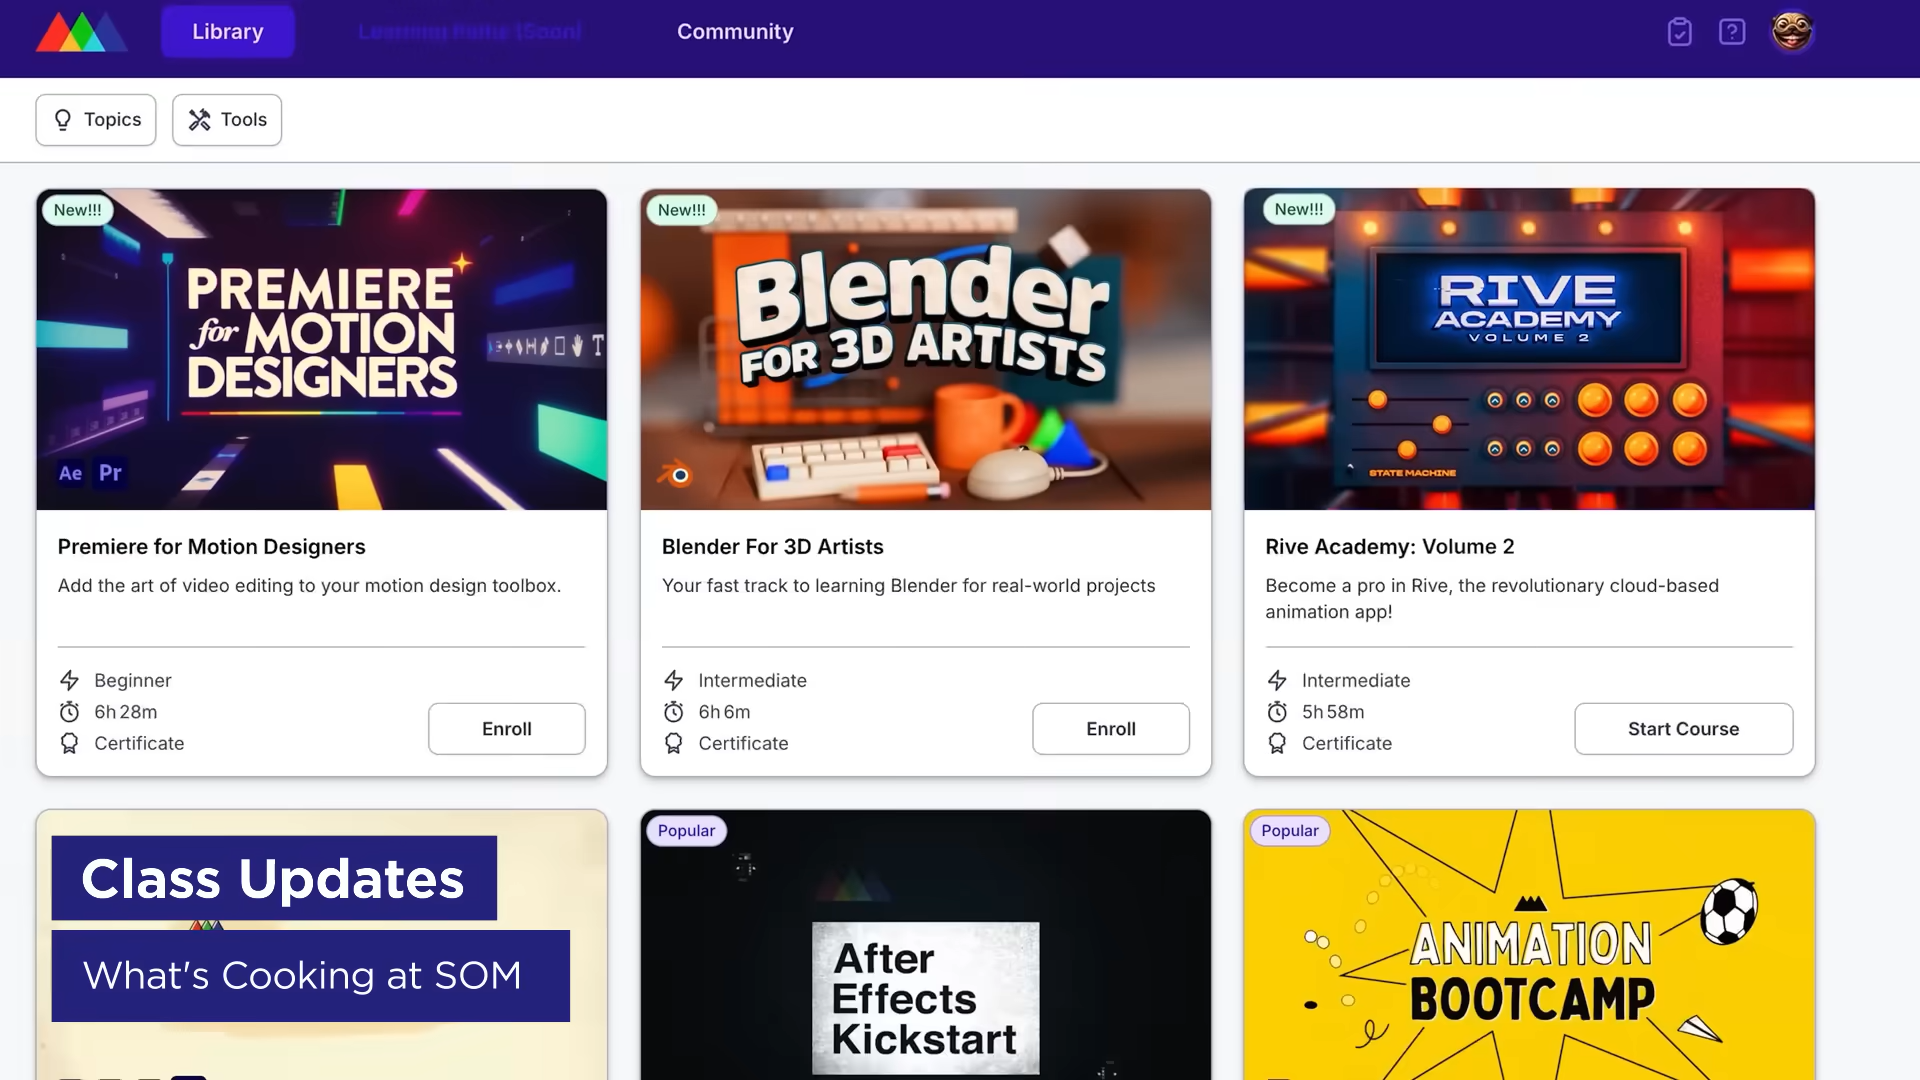 Library
Learning Paths (Soon)
Community
Topics
Tools
New!!!
PREMIERE
for MOTION
DESIGNERS
Ae Pr
New!!!
Blender
FOR 3D ARTISTS
New!!!
RIVE
ACADEMY
VOLUME 2
STATE MACHINE
Premiere for Motion Designers
Add the art of video editing to your motion design toolbox.
Beginner
6h 28m
Certificate
Enroll
Blender For 3D Artists
Your fast track to learning Blender for real-world projects
Intermediate
6h 6m
Certificate
Enroll
Rive Academy: Volume 2
Become a pro in Rive, the revolutionary cloud-based
animation app!
Intermediate
5h 58m
Certificate
Start Course
Class Updates
What's Cooking at SOM
Popular
After
Effects
Kickstart
Popular
ANIMATION
BOOTCAMP